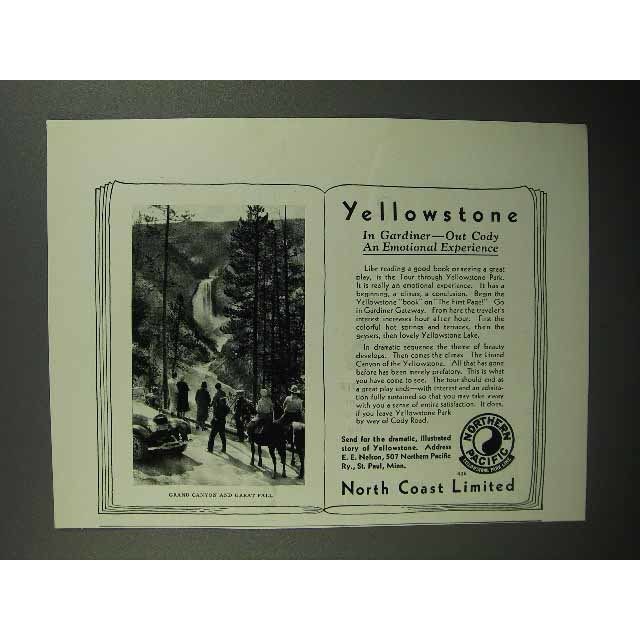 Yellowstone
In Gardiner—Out Cody
An Emotional Experience
Like reading a good book or seeing a great
play, is the Tour through Yellowstone Park.
It is really an emotional experience. It has a
beginning, a climax, a conclusion. Begin the
Yellowstone "book" on "The First Page!" Go
in Gardiner Gateway. From here the traveler's
interest increases hour after hour. First the
colorful hot springs and terraces, then the
geysers, then lovely Yellowstone Lake.
In dramatic sequence the theme of beauty
develops. Then comes the climax The Grand
Canyon of the Yellowstone. All that has gone
before has been merely prefatory. This is what
you have come to see. The tour should end as
a great play ends—with interest and an admira-
tion fully sustained so that you may take away
with you a sense of entire satisfaction. It does,
if you leave Yellowstone Park
by way of Cody Road.
Send for the dramatic, illustrated
story of Yellowstone. Address
E. E. Nelson, 507 Northern Pacific
Ry., St. Paul, Minn.
NORTHERN
PACIFIC
YELLOWSTONE PARK LINE
North Coast Limited
GRAND CANYON AND GREAT FALL